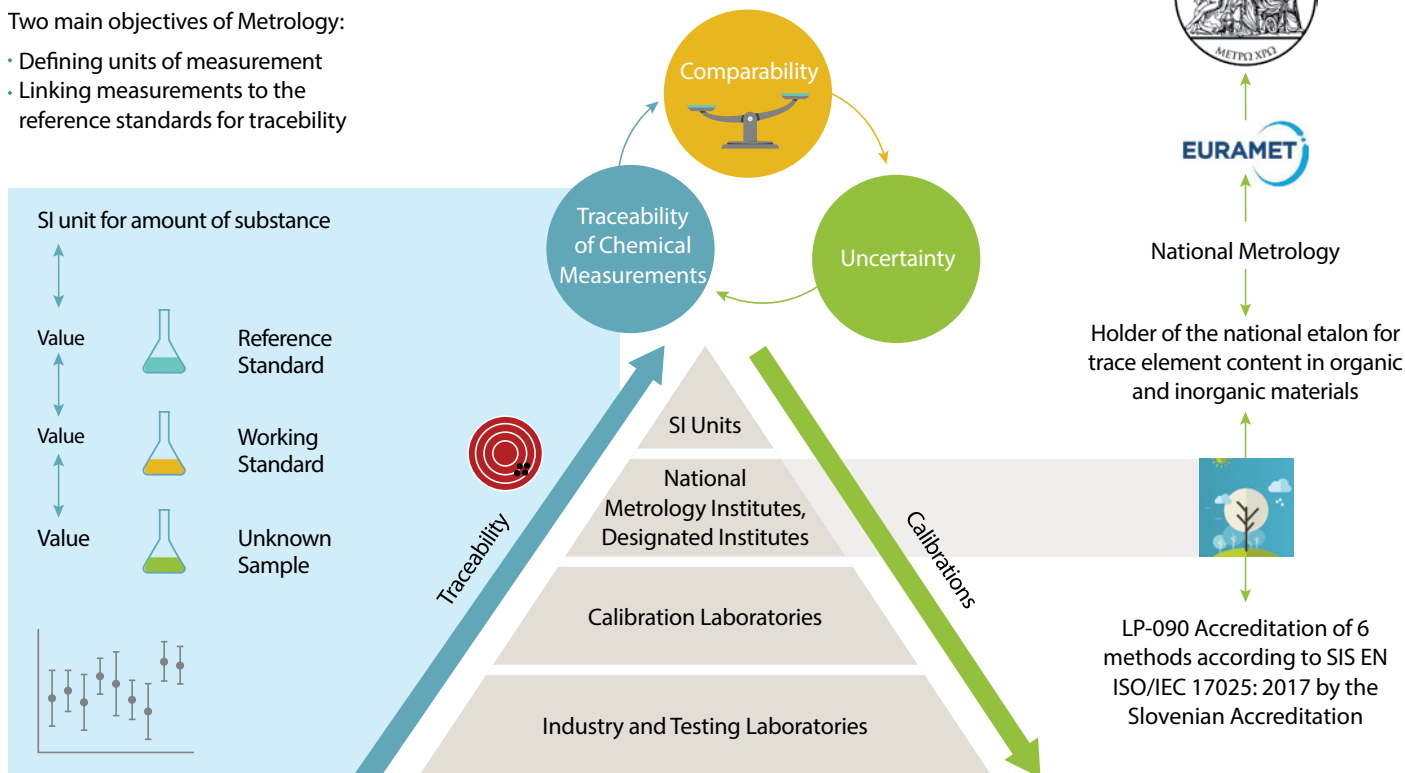 Two main objectives of Metrology:
· Defining units of measurement
· Linking measurements to the
reference standards for tracebility
SI unit for amount of substance
Value
Reference
Standard
Value
Working
Standard
Value
Unknown
Sample
Comparability
Traceability
of Chemical
Measurements
Uncertainty
Traceability
Calibrations
SI Units
National
Metrology Institutes,
Designated Institutes
Calibration Laboratories
Industry and Testing Laboratories
ΜΕΤΡΩ ΧΡΩ
EURAMET
National Metrology
Holder of the national etalon for
trace element content in organic
and inorganic materials
LP-090 Accreditation of 6
methods according to SIS EN
ISO/IEC 17025: 2017 by the
Slovenian Accreditation